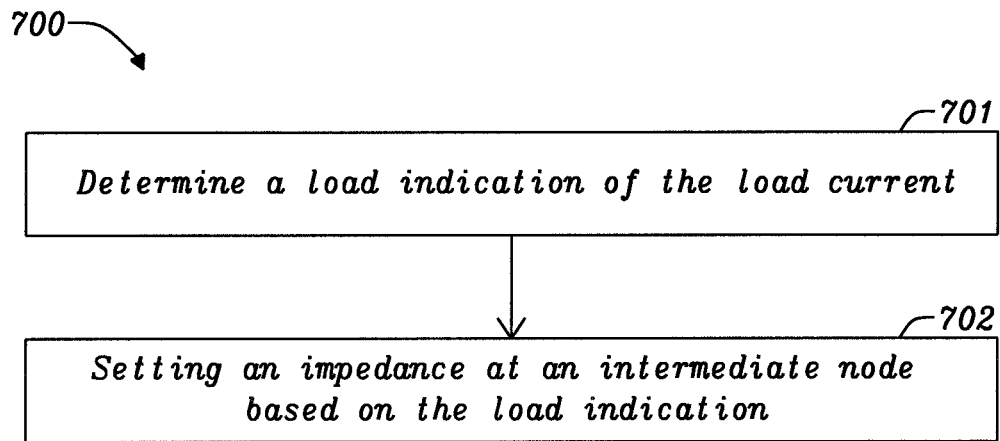 700
701
Determine a load indication of the load current
702
Setting an impedance at an intermediate node
based on the load indication